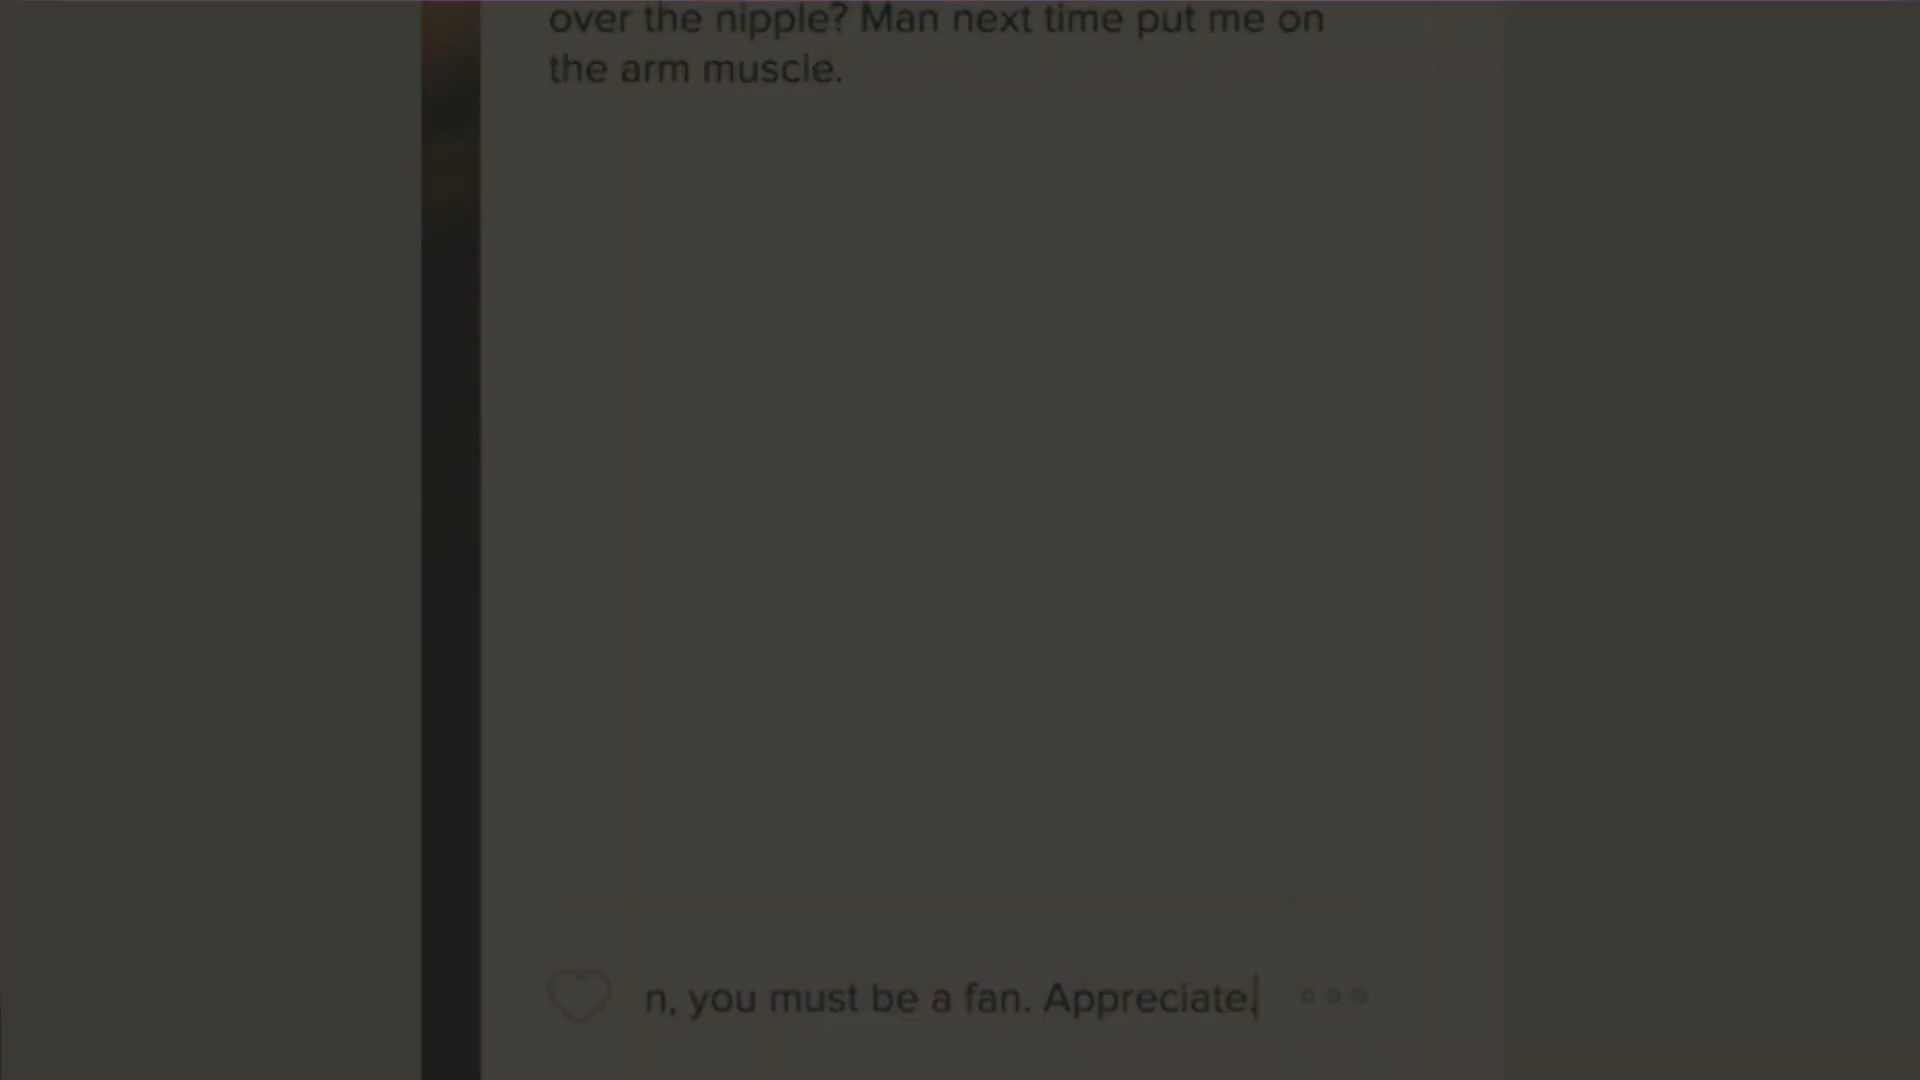 over the nipple? Man next time put me on
the arm muscle.
n, you must be a fan. Appreciate.